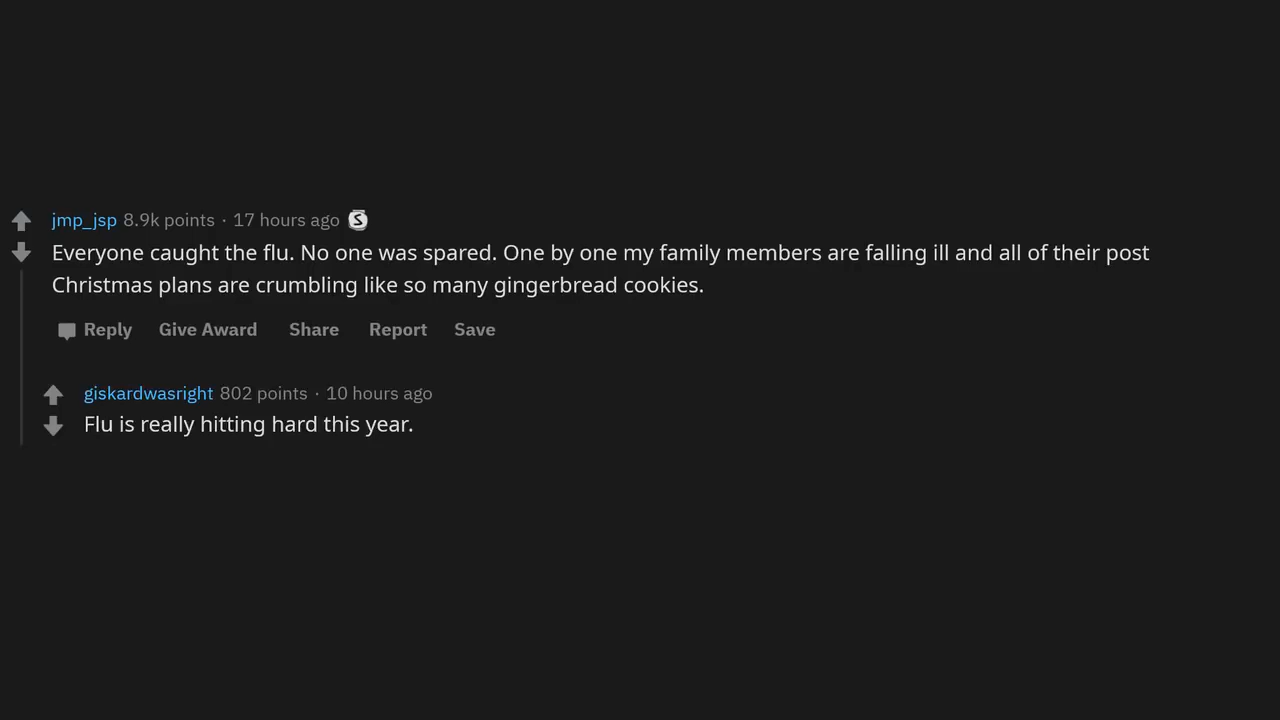 jmp_jsp 8.9k points · 17 hours ago S
Everyone caught the flu. No one was spared. One by one my family members are falling ill and all of their post
Christmas plans are crumbling like so many gingerbread cookies.
Reply Give Award Share Report Save
giskardwasright 802 points · 10 hours ago
Flu is really hitting hard this year.